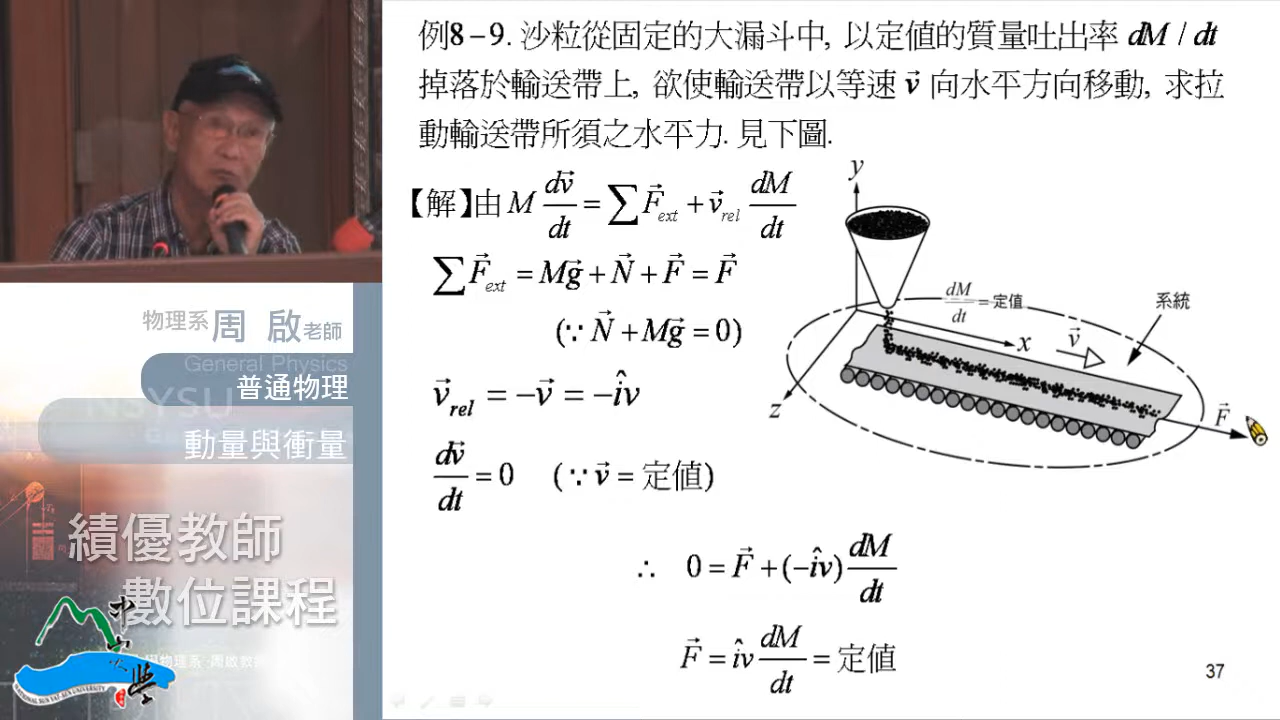 例8-9. 沙粒從固定的大漏斗中, 以定值的質量吐出率 dM / dt
掉落於輸送帶上, 欲使輸送帶以等速 v⃗ 向水平方向移動, 求拉
動輸送帶所須之水平力. 見下圖.
【解】由 M dv⃗/dt = ∑F⃗ext + v⃗rel dM/dt
∑F⃗ext = Mg⃗ + N⃗ + F⃗ = F⃗
(∵ N⃗ + Mg⃗ = 0)
v⃗rel = −v⃗ = −îv
dv⃗/dt = 0 (∵ v⃗ = 定值)
∴ 0 = F⃗ + (−îv) dM/dt
F⃗ = îv dM/dt = 定值
y
dM/dt = 定值
系統
x
v⃗
z
F⃗
37
物理系 周 啟 老師
General Physics
普通物理
NSYSU
動量與衝量
績優教師
數位課程